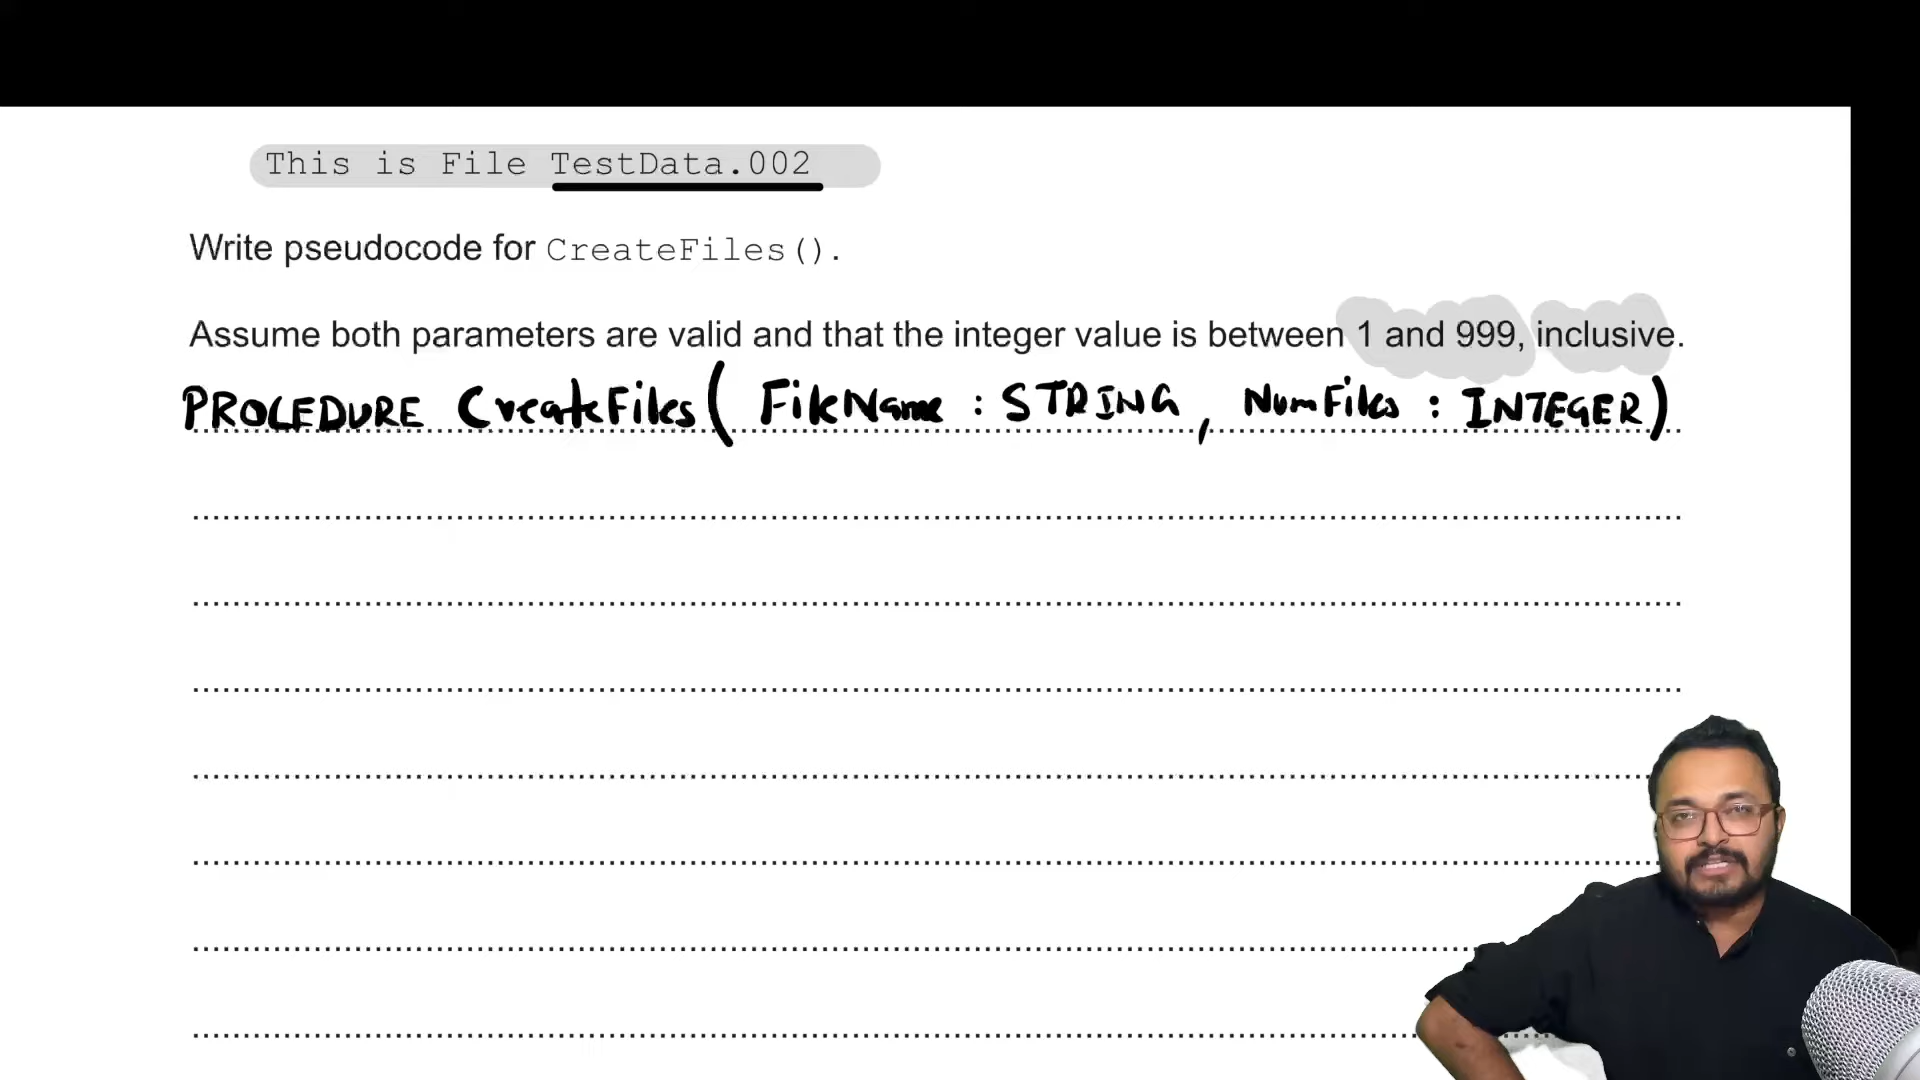 This is File TestData.002
Write pseudocode for CreateFiles().
Assume both parameters are valid and that the integer value is between 1 and 999, inclusive.
PROCEDURE CreateFiles( FileName : STRING , NumFiles : INTEGER)